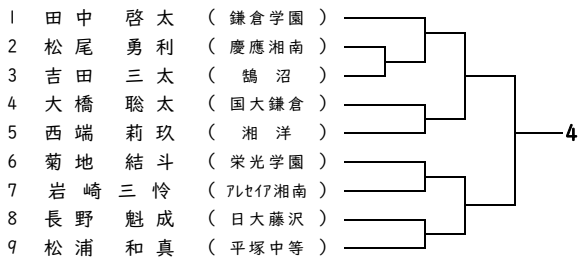 1 田中 啓太 (鎌倉学園)
2 松尾 勇利 (慶應湘南)
3 吉田 三太 (鵠沼)
4 大橋 聡太 (国大鎌倉)
5 西端 莉玖 (湘洋)
6 菊地 結斗 (栄光学園)
7 岩崎 三怜 (アレセイア湘南)
8 長野 魁成 (日大藤沢)
9 松浦 和真 (平塚中等)
4